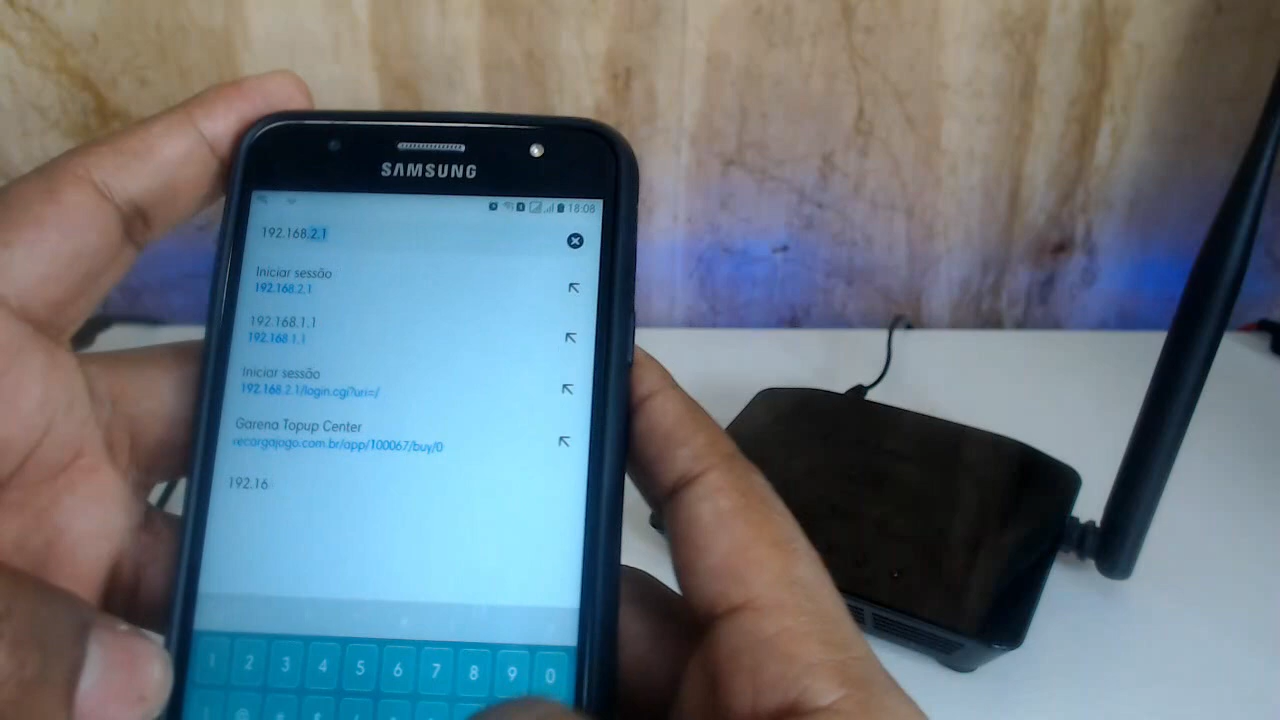 SAMSUNG
18:08
192.168.2.1
Iniciar sessão
192.168.2.1
192.168.1.1
192.168.1.1
Iniciar sessão
192.168.2.1/login.cgi?uri=/
Garena Topup Center
recargajogo.com.br/app/100067/buy/0
192.16
1 2 3 4 5 6 7 8 9 0